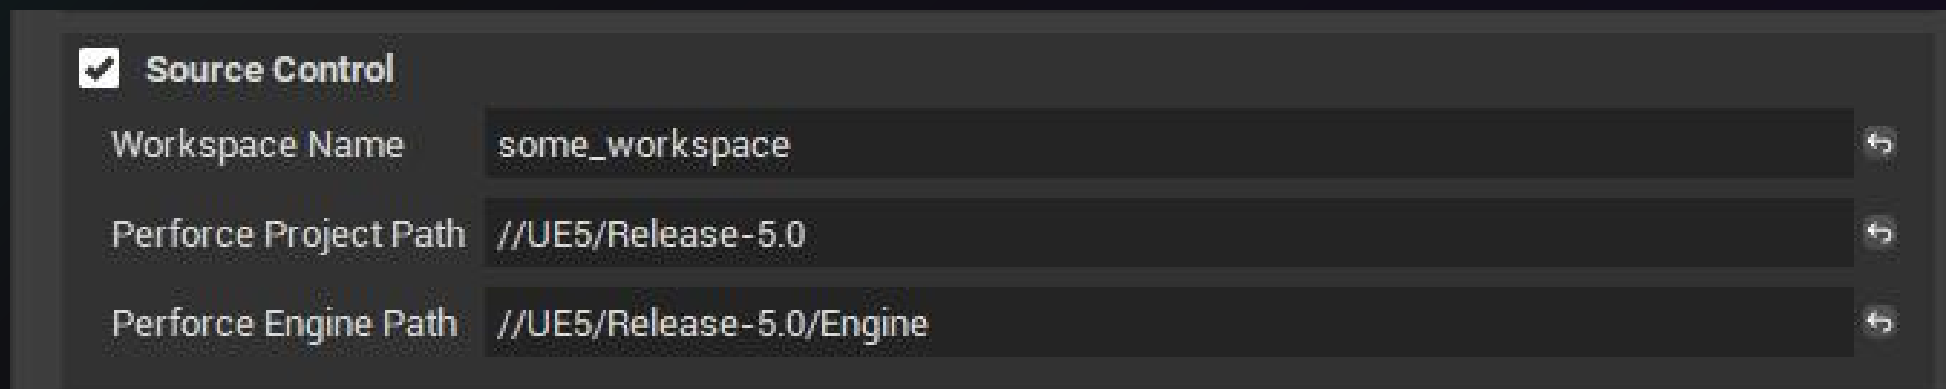 Source Control
Workspace Name some_workspace
Perforce Project Path //UE5/Release-5.0
Perforce Engine Path //UE5/Release-5.0/Engine